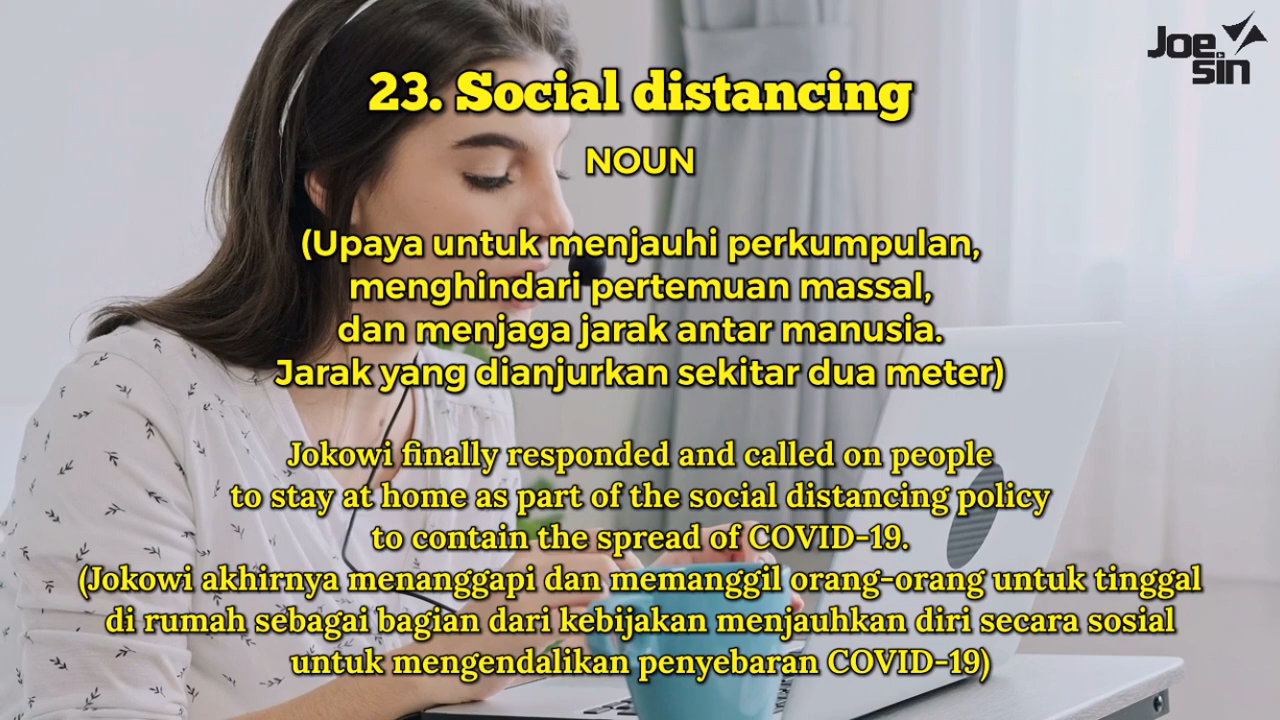 Joe
sin
23. Social distancing
NOUN
(Upaya untuk menjauhi perkumpulan,
menghindari pertemuan massal,
dan menjaga jarak antar manusia.
Jarak yang dianjurkan sekitar dua meter)
Jokowi finally responded and called on people
to stay at home as part of the social distancing policy
to contain the spread of COVID-19.
(Jokowi akhirnya menanggapi dan memanggil orang-orang untuk tinggal
di rumah sebagai bagian dari kebijakan menjauhkan diri secara sosial
untuk mengendalikan penyebaran COVID-19)